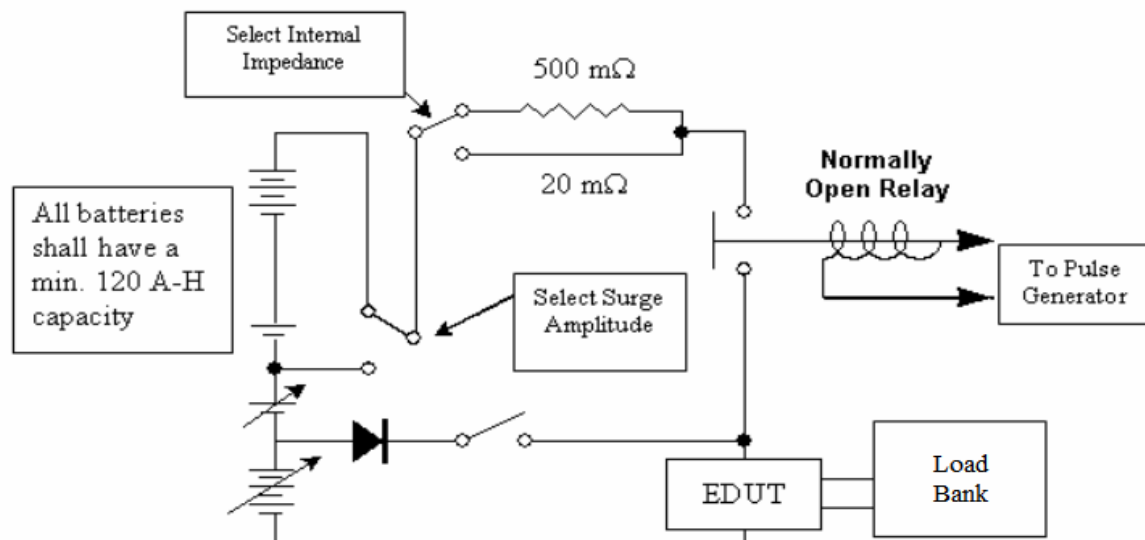 Select Internal
Impedance
500 mΩ
20 mΩ
Normally
Open Relay
All batteries
shall have a
min. 120 A-H
capacity
Select Surge
Amplitude
To Pulse
Generator
EDUT
Load
Bank